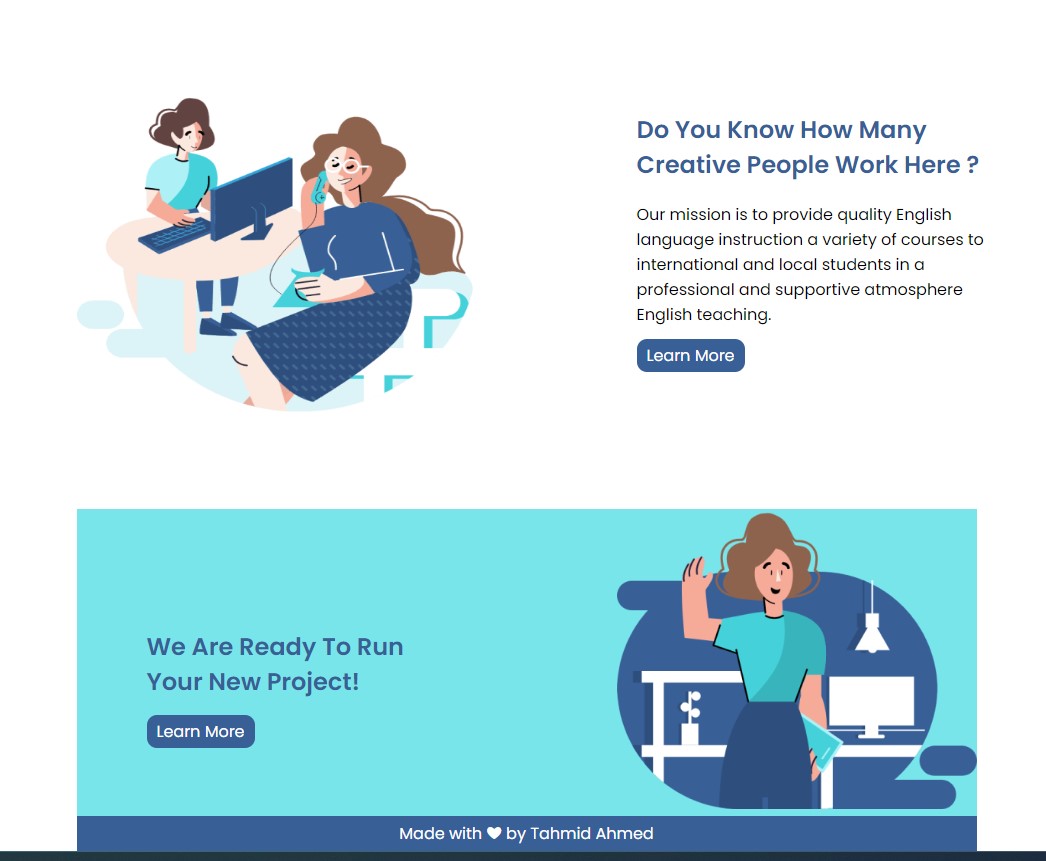 Do You Know How Many
Creative People Work Here ?
Our mission is to provide quality English
language instruction a variety of courses to
international and local students in a
professional and supportive atmosphere
English teaching.
Learn More
We Are Ready To Run
Your New Project!
Learn More
Made with ♥ by Tahmid Ahmed